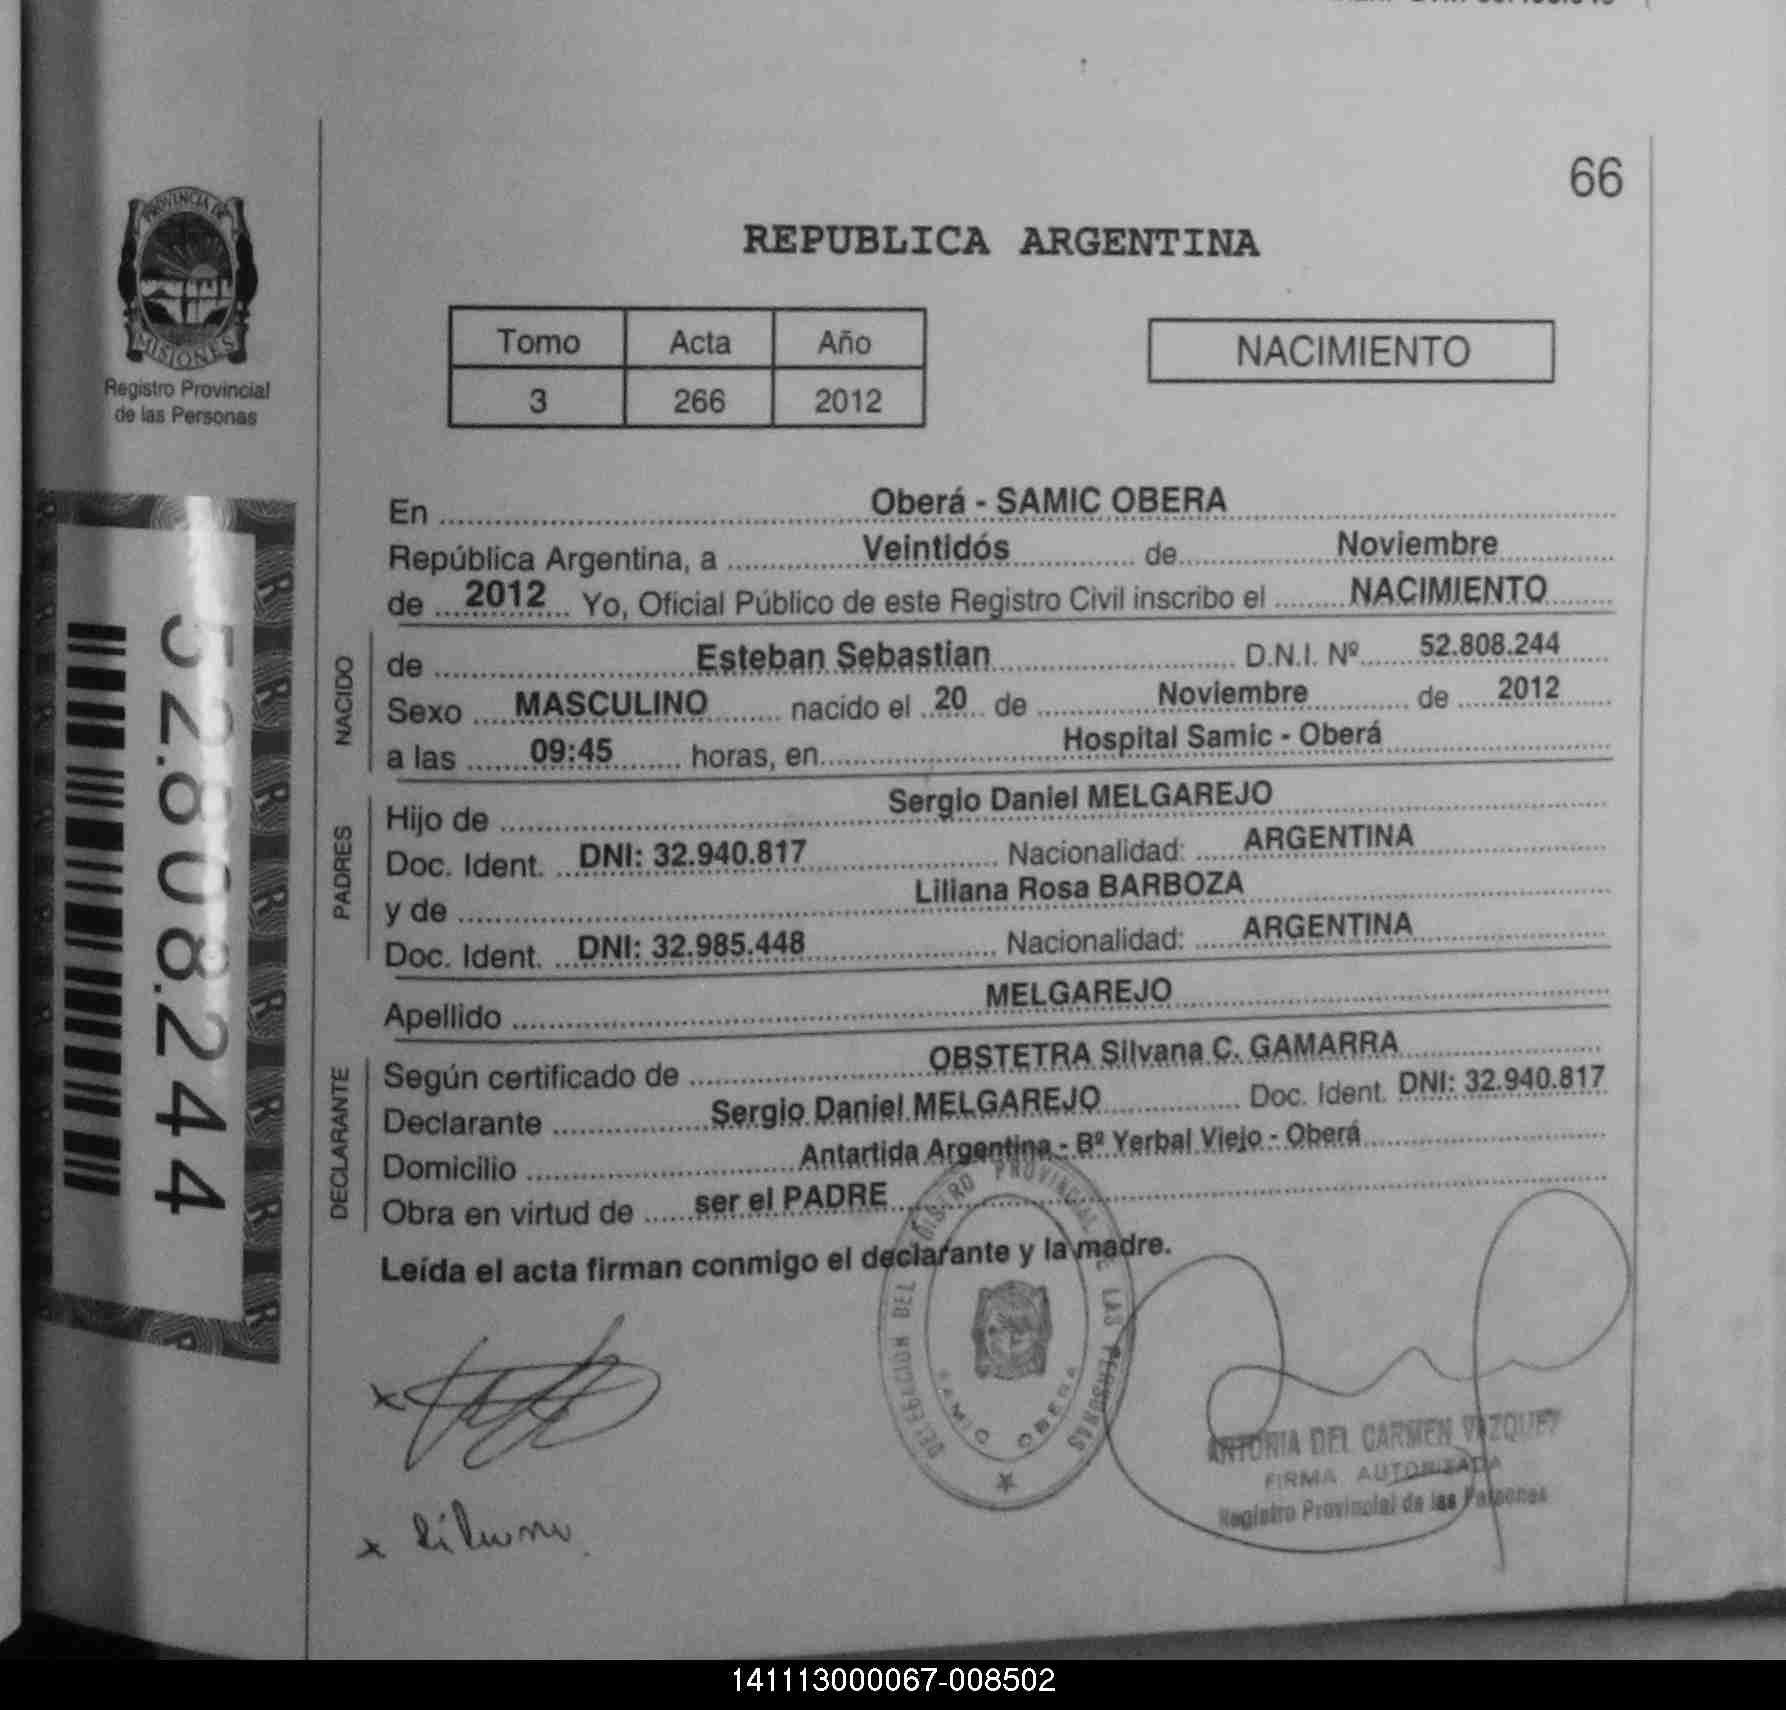 66
PROVINCIA DE
MISIONES
Registro Provincial
de las Personas
REPUBLICA ARGENTINA
Tomo Acta Año
3 266 2012
NACIMIENTO
52.808.244
En Oberá - SAMIC OBERA
República Argentina, a Veintidós de Noviembre
de 2012 Yo, Oficial Público de este Registro Civil inscribo el NACIMIENTO
NACIDO
de Esteban Sebastian D.N.I. Nº 52.808.244
Sexo MASCULINO nacido el 20 de Noviembre de 2012
a las 09:45 horas, en Hospital Samic - Oberá
PADRES
Hijo de Sergio Daniel MELGAREJO
Doc. Ident. DNI: 32.940.817 Nacionalidad: ARGENTINA
y de Liliana Rosa BARBOZA
Doc. Ident. DNI: 32.985.448 Nacionalidad: ARGENTINA
Apellido MELGAREJO
DECLARANTE
Según certificado de OBSTETRA Silvana C. GAMARRA
Declarante Sergio Daniel MELGAREJO Doc. Ident. DNI: 32.940.817
Domicilio Antartida Argentina - Bº Yerbal Viejo - Oberá
Obra en virtud de ser el PADRE
Leída el acta firman conmigo el declarante y la madre.
DELEGACION DEL REGISTRO PROVINCIAL DE LAS PERSONAS
SAMIC OBERA
ANTONIA DEL CARMEN VAZQUEZ
FIRMA AUTORIZADA
Registro Provincial de las Personas
141113000067-008502